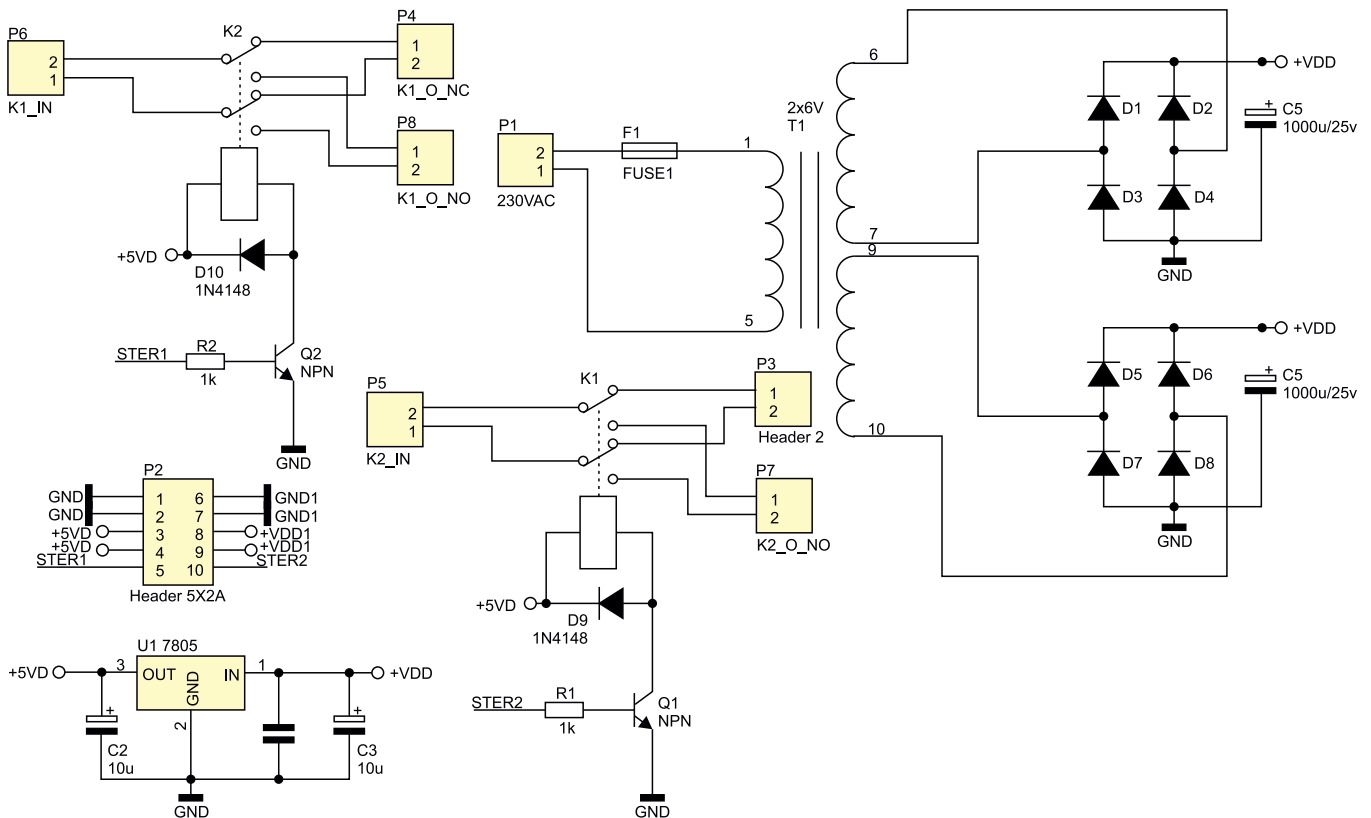 P6
2
1
K1_IN
K2
P4
1
2
K1_O_NC
P8
1
2
K1_O_NO
+5VD
D10
1N4148
STER1
R2
1k
Q2
NPN
GND
P1
2
1
230VAC
F1
FUSE1
1
5
2x6V
T1
6
7
9
10
D1
D2
D3
D4
+VDD
+
C5
1000u/25v
GND
D5
D6
D7
D8
+VDD
+
C5
1000u/25v
GND
P5
2
1
K2_IN
K1
P3
1
2
Header 2
P7
1
2
K2_O_NO
+5VD
D9
1N4148
STER2
R1
1k
Q1
NPN
GND
P2
GND 1 6 GND1
GND 2 7 GND1
+5VD 3 8 +VDD1
+5VD 4 9 +VDD1
STER1 5 10 STER2
Header 5X2A
U1 7805
+5VD 3 OUT IN 1 +VDD
GND
2
+
C2
10u
+
C3
10u
GND